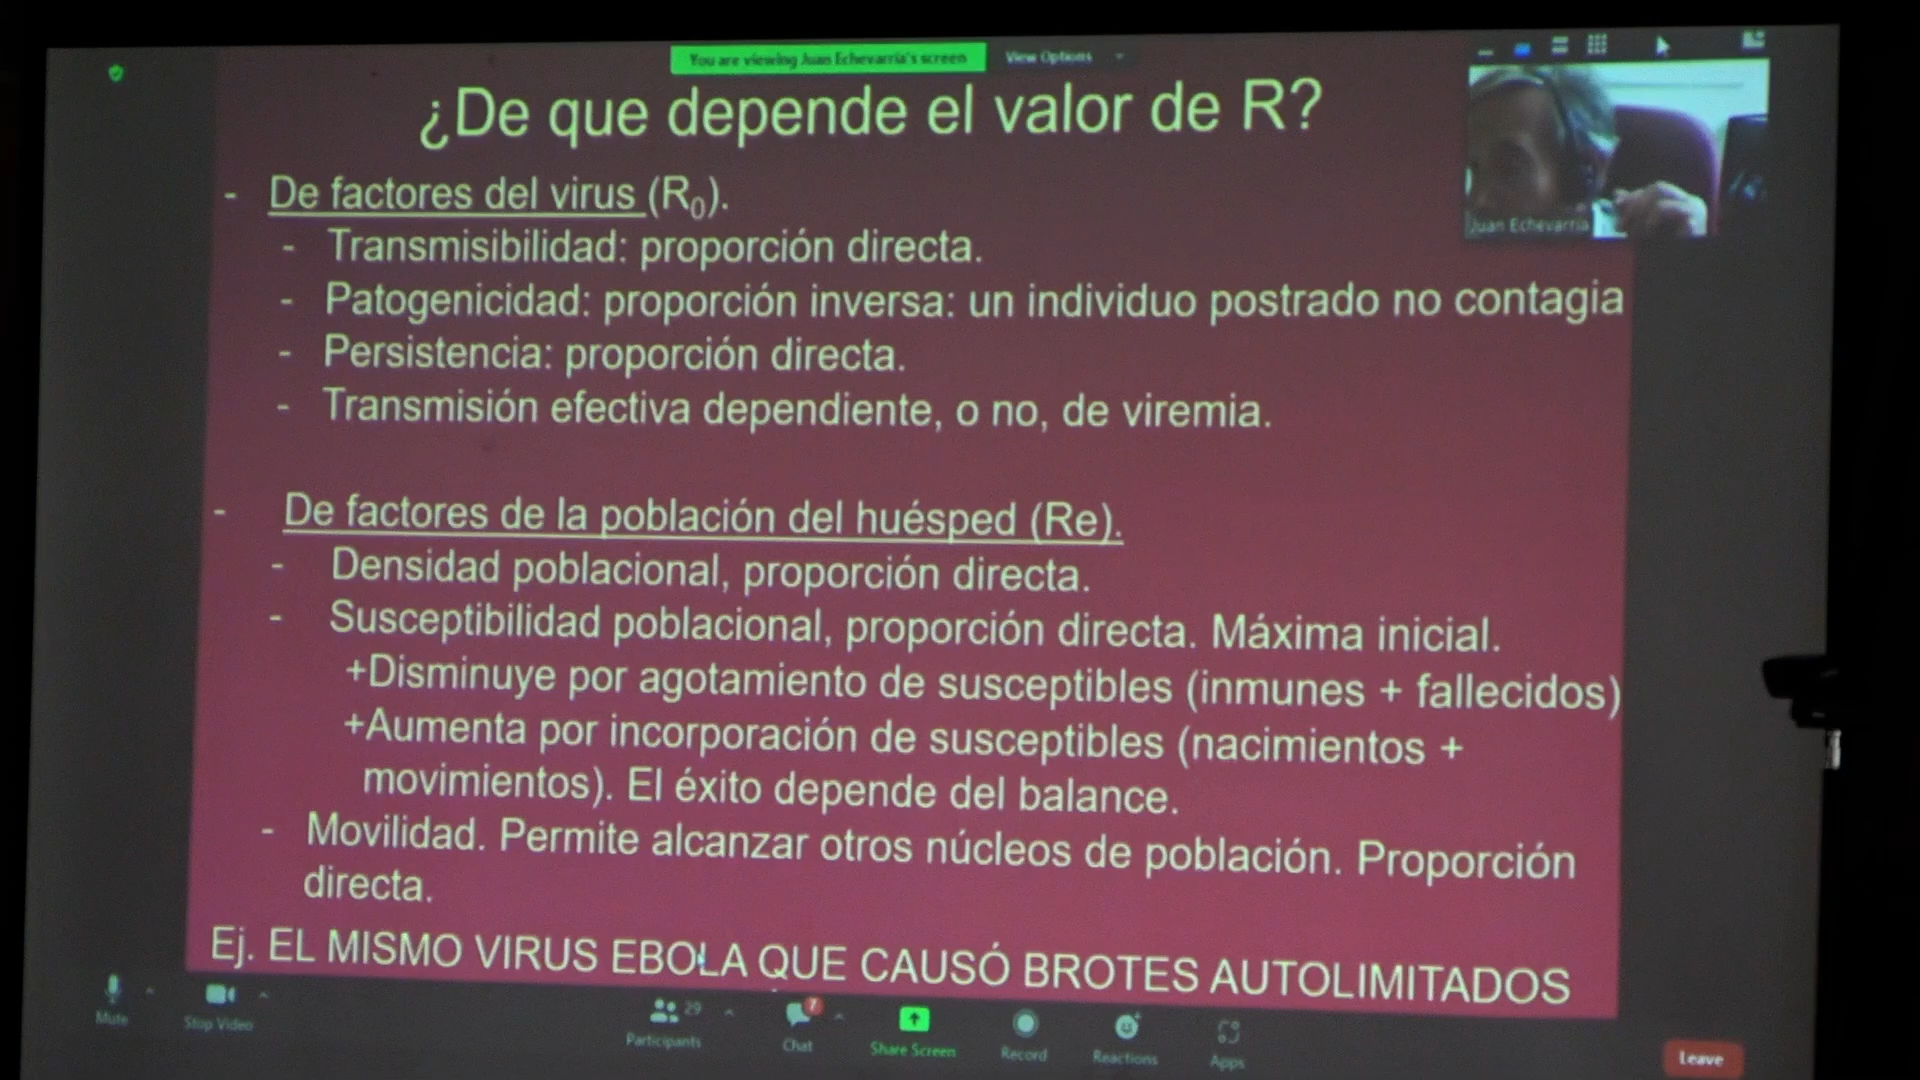 You are viewing Juan Echevarría's screen
View Options
¿De que depende el valor de R?
Juan Echevarría
- De factores del virus (R₀).
- Transmisibilidad: proporción directa.
- Patogenicidad: proporción inversa: un individuo postrado no contagia
- Persistencia: proporción directa.
- Transmisión efectiva dependiente, o no, de viremia.
- De factores de la población del huésped (Re).
- Densidad poblacional, proporción directa.
- Susceptibilidad poblacional, proporción directa. Máxima inicial.
+Disminuye por agotamiento de susceptibles (inmunes + fallecidos)
+Aumenta por incorporación de susceptibles (nacimientos +
movimientos). El éxito depende del balance.
- Movilidad. Permite alcanzar otros núcleos de población. Proporción
directa.
Ej. EL MISMO VIRUS EBOLA QUE CAUSÓ BROTES AUTOLIMITADOS
Mute
Stop Video
29
Participants
7
Chat
Share Screen
Record
Reactions
Apps
Leave